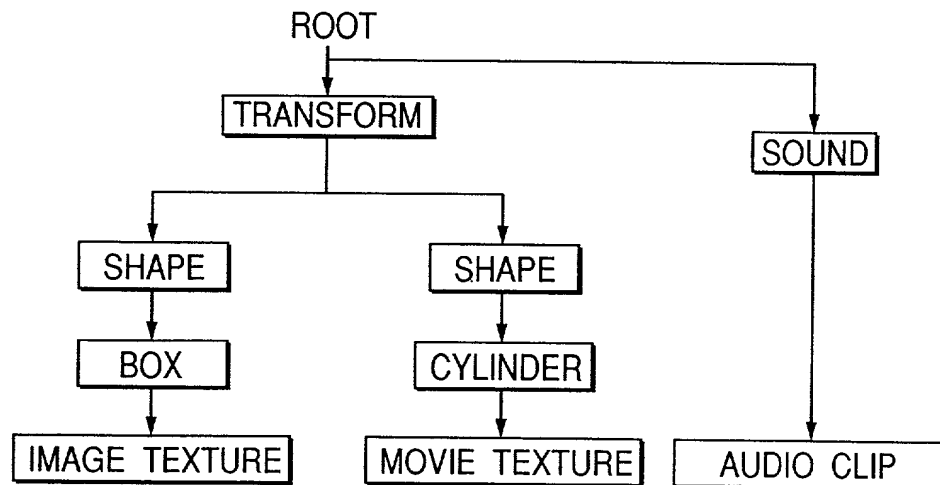 ROOT
TRANSFORM
SOUND
SHAPE
SHAPE
BOX
CYLINDER
IMAGE TEXTURE
MOVIE TEXTURE
AUDIO CLIP